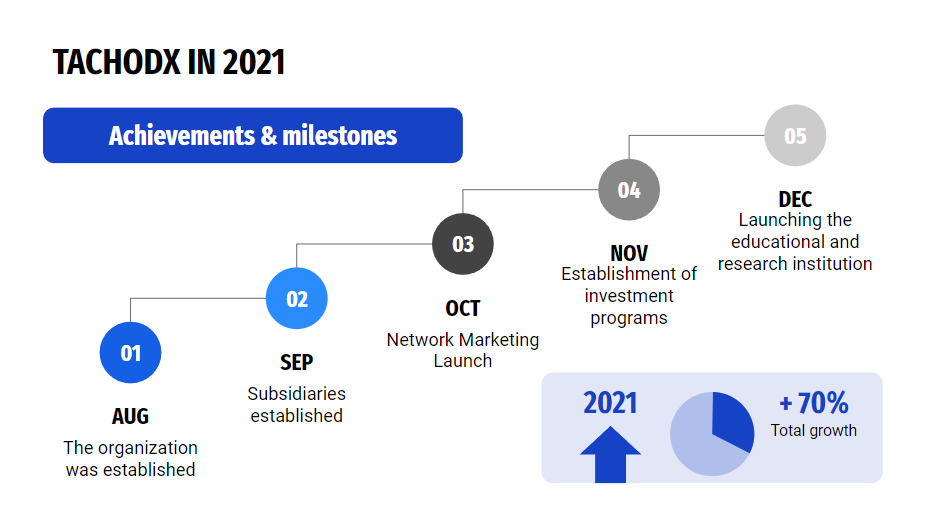 TACHODX IN 2021
Achievements & milestones
01
AUG
The organization
was established
02
SEP
Subsidiaries
established
03
OCT
Network Marketing
Launch
04
NOV
Establishment of
investment
programs
05
DEC
Launching the
educational and
research institution
2021
+ 70%
Total growth